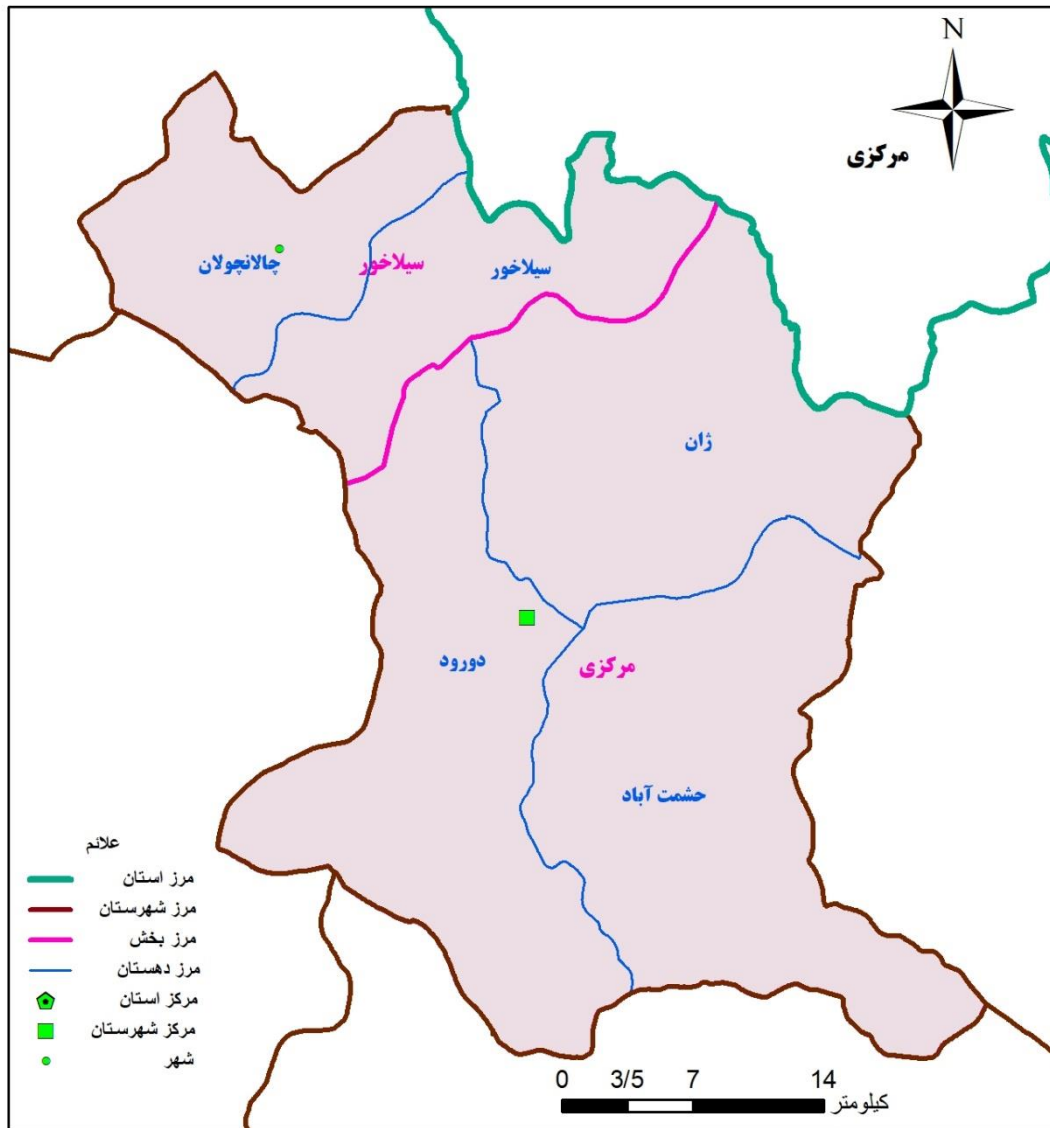 N
مرکزی
چالانچولان
سیلاخور
سیلاخور
ژان
دورود
مرکزی
حشمت آباد
علائم
مرز استان
مرز شهرستان
مرز بخش
مرز دهستان
مرکز استان
مرکز شهرستان
شهر
0 3/5 7 14
کیلومتر